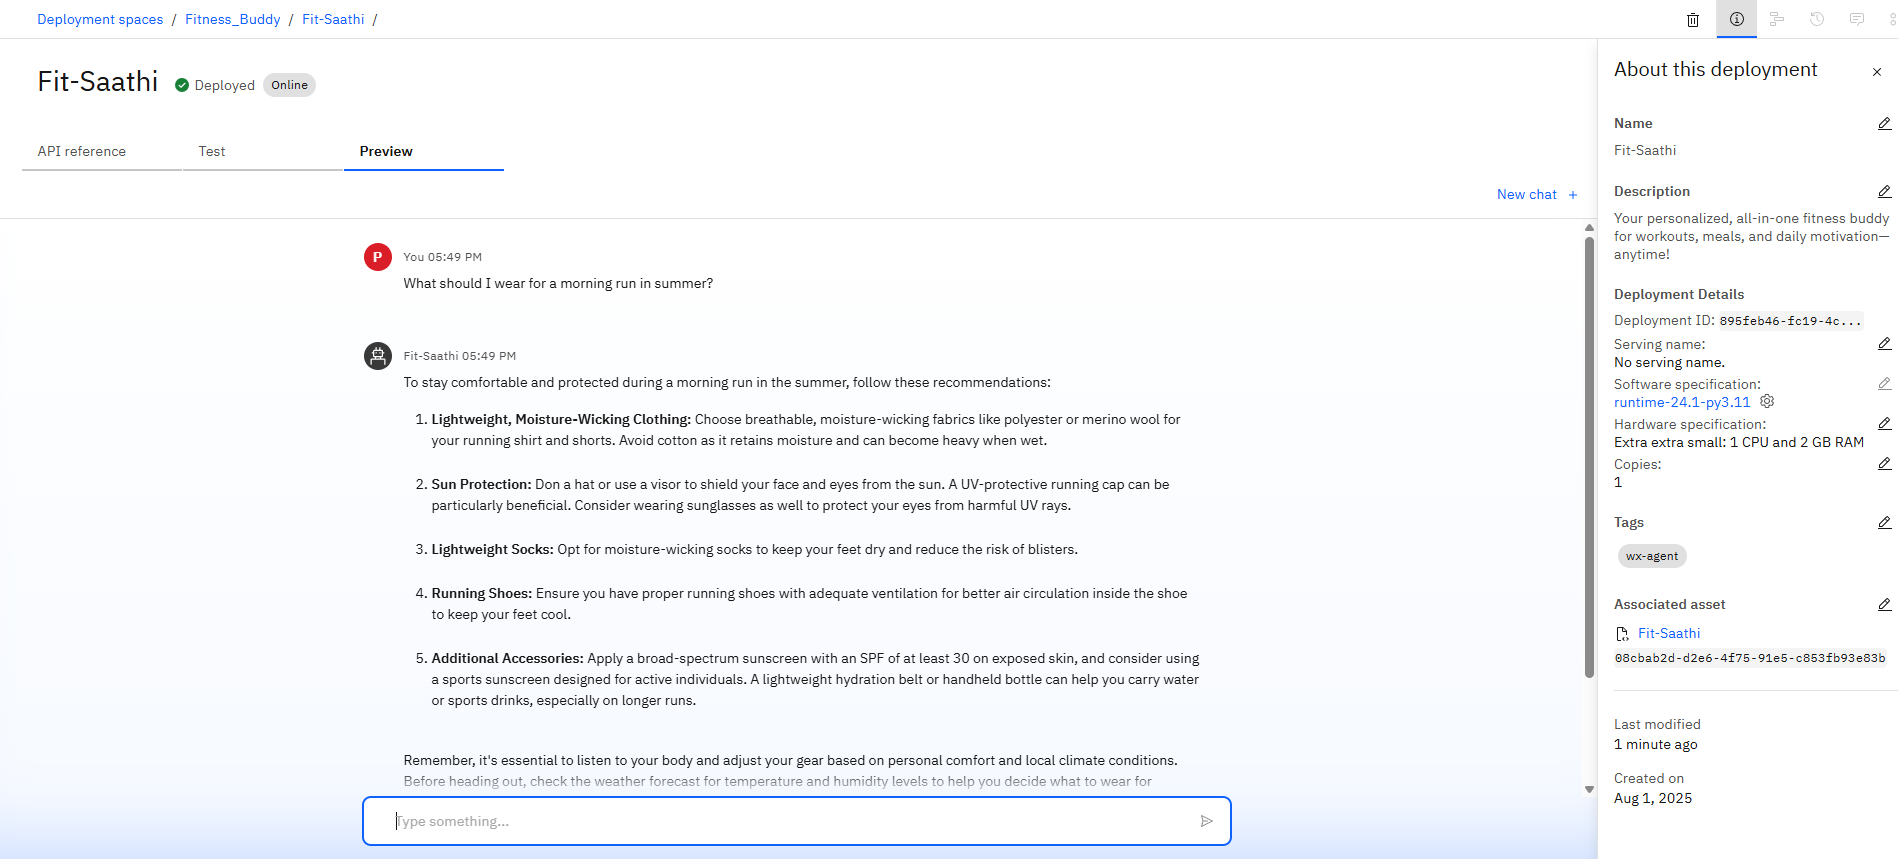 Deployment spaces / Fitness_Buddy / Fit-Saathi /
Fit-Saathi Deployed Online
API reference Test Preview
New chat +
P You 05:49 PM
What should I wear for a morning run in summer?
Fit-Saathi 05:49 PM
To stay comfortable and protected during a morning run in the summer, follow these recommendations:
1. Lightweight, Moisture-Wicking Clothing: Choose breathable, moisture-wicking fabrics like polyester or merino wool for
your running shirt and shorts. Avoid cotton as it retains moisture and can become heavy when wet.
2. Sun Protection: Don a hat or use a visor to shield your face and eyes from the sun. A UV-protective running cap can be
particularly beneficial. Consider wearing sunglasses as well to protect your eyes from harmful UV rays.
3. Lightweight Socks: Opt for moisture-wicking socks to keep your feet dry and reduce the risk of blisters.
4. Running Shoes: Ensure you have proper running shoes with adequate ventilation for better air circulation inside the shoe
to keep your feet cool.
5. Additional Accessories: Apply a broad-spectrum sunscreen with an SPF of at least 30 on exposed skin, and consider using
a sports sunscreen designed for active individuals. A lightweight hydration belt or handheld bottle can help you carry water
or sports drinks, especially on longer runs.
Remember, it's essential to listen to your body and adjust your gear based on personal comfort and local climate conditions.
Before heading out, check the weather forecast for temperature and humidity levels to help you decide what to wear for
Type something...
About this deployment
Name
Fit-Saathi
Description
Your personalized, all-in-one fitness buddy
for workouts, meals, and daily motivation—
anytime!
Deployment Details
Deployment ID: 895feb46-fc19-4c...
Serving name:
No serving name.
Software specification:
runtime-24.1-py3.11
Hardware specification:
Extra extra small: 1 CPU and 2 GB RAM
Copies:
1
Tags
wx-agent
Associated asset
Fit-Saathi
08cbab2d-d2e6-4f75-91e5-c853fb93e83b
Last modified
1 minute ago
Created on
Aug 1, 2025